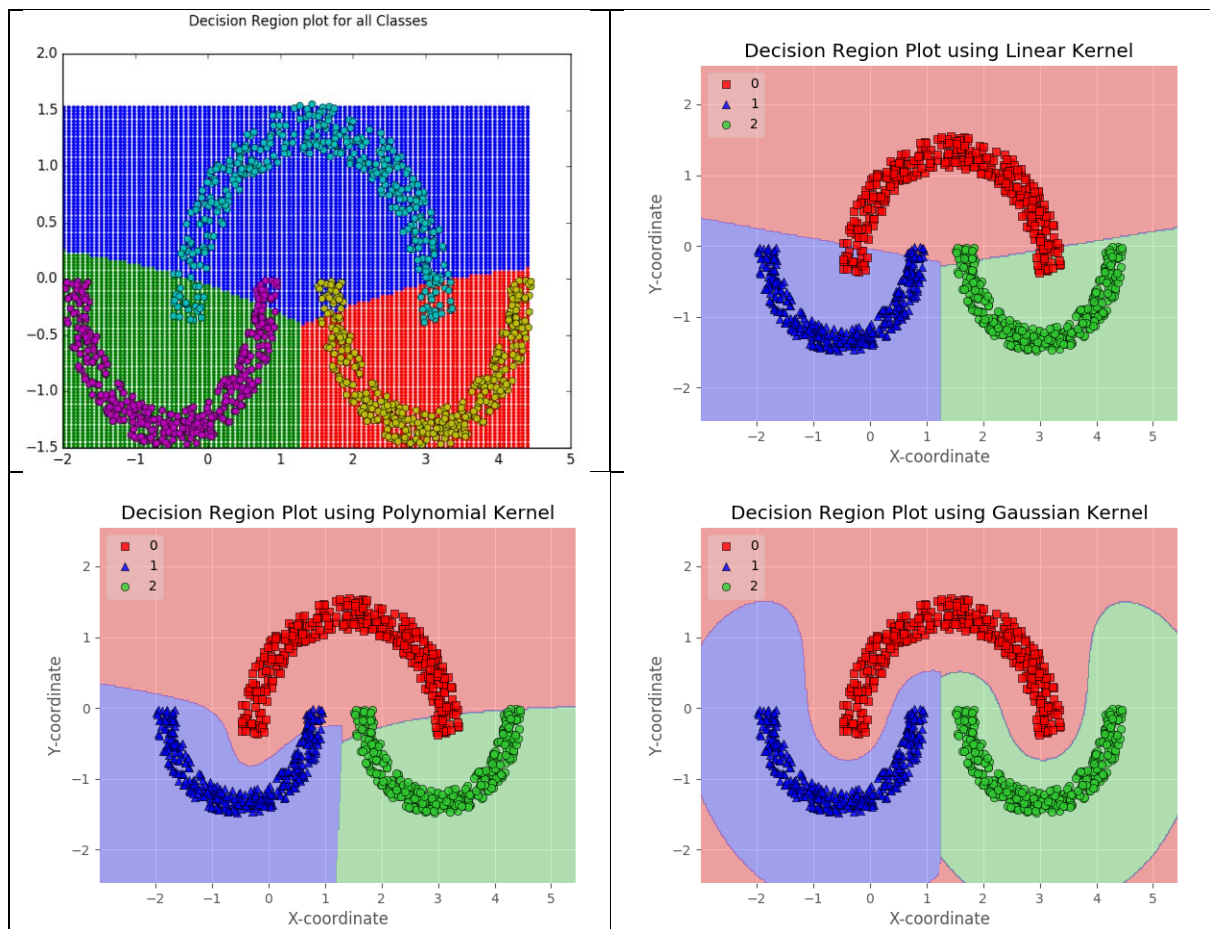 Decision Region plot for all Classes
2.0
1.5
1.0
0.5
0.0
−0.5
−1.0
−1.5
−2 −1 0 1 2 3 4 5
Decision Region Plot using Linear Kernel
0
1
2
2
1
0
−1
−2
Y-coordinate
−2 −1 0 1 2 3 4 5
X-coordinate
Decision Region Plot using Polynomial Kernel
0
1
2
2
1
0
−1
−2
Y-coordinate
−2 −1 0 1 2 3 4 5
X-coordinate
Decision Region Plot using Gaussian Kernel
0
1
2
2
1
0
−1
−2
Y-coordinate
−2 −1 0 1 2 3 4 5
X-coordinate